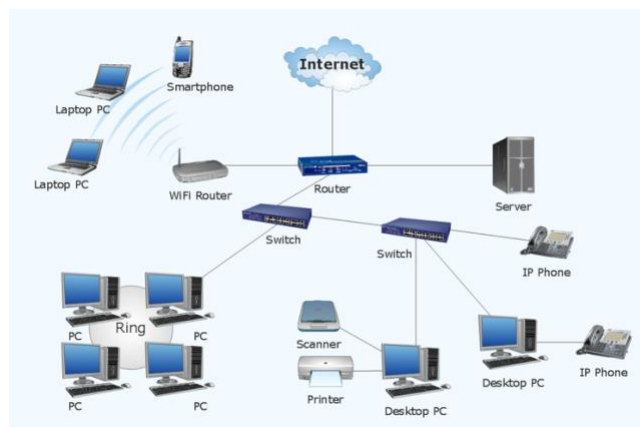 Internet
Smartphone
Laptop PC
Laptop PC
WiFi Router
Router
Server
Switch
Switch
IP Phone
PC
PC
Ring
PC
PC
Scanner
Printer
Desktop PC
Desktop PC
IP Phone